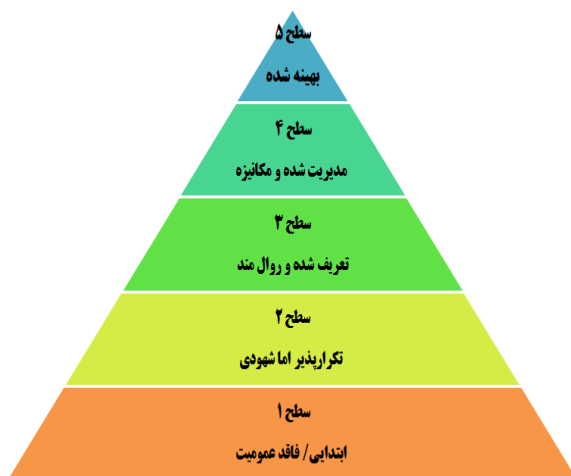 سطح ۵
بهینه شده
سطح ۴
مدیریت شده و مکانیزه
سطح ۳
تعریف شده و روال مند
سطح ۲
تکرارپذیر اما شهودی
سطح ۱
ابتدایی/ فاقد عمومیت